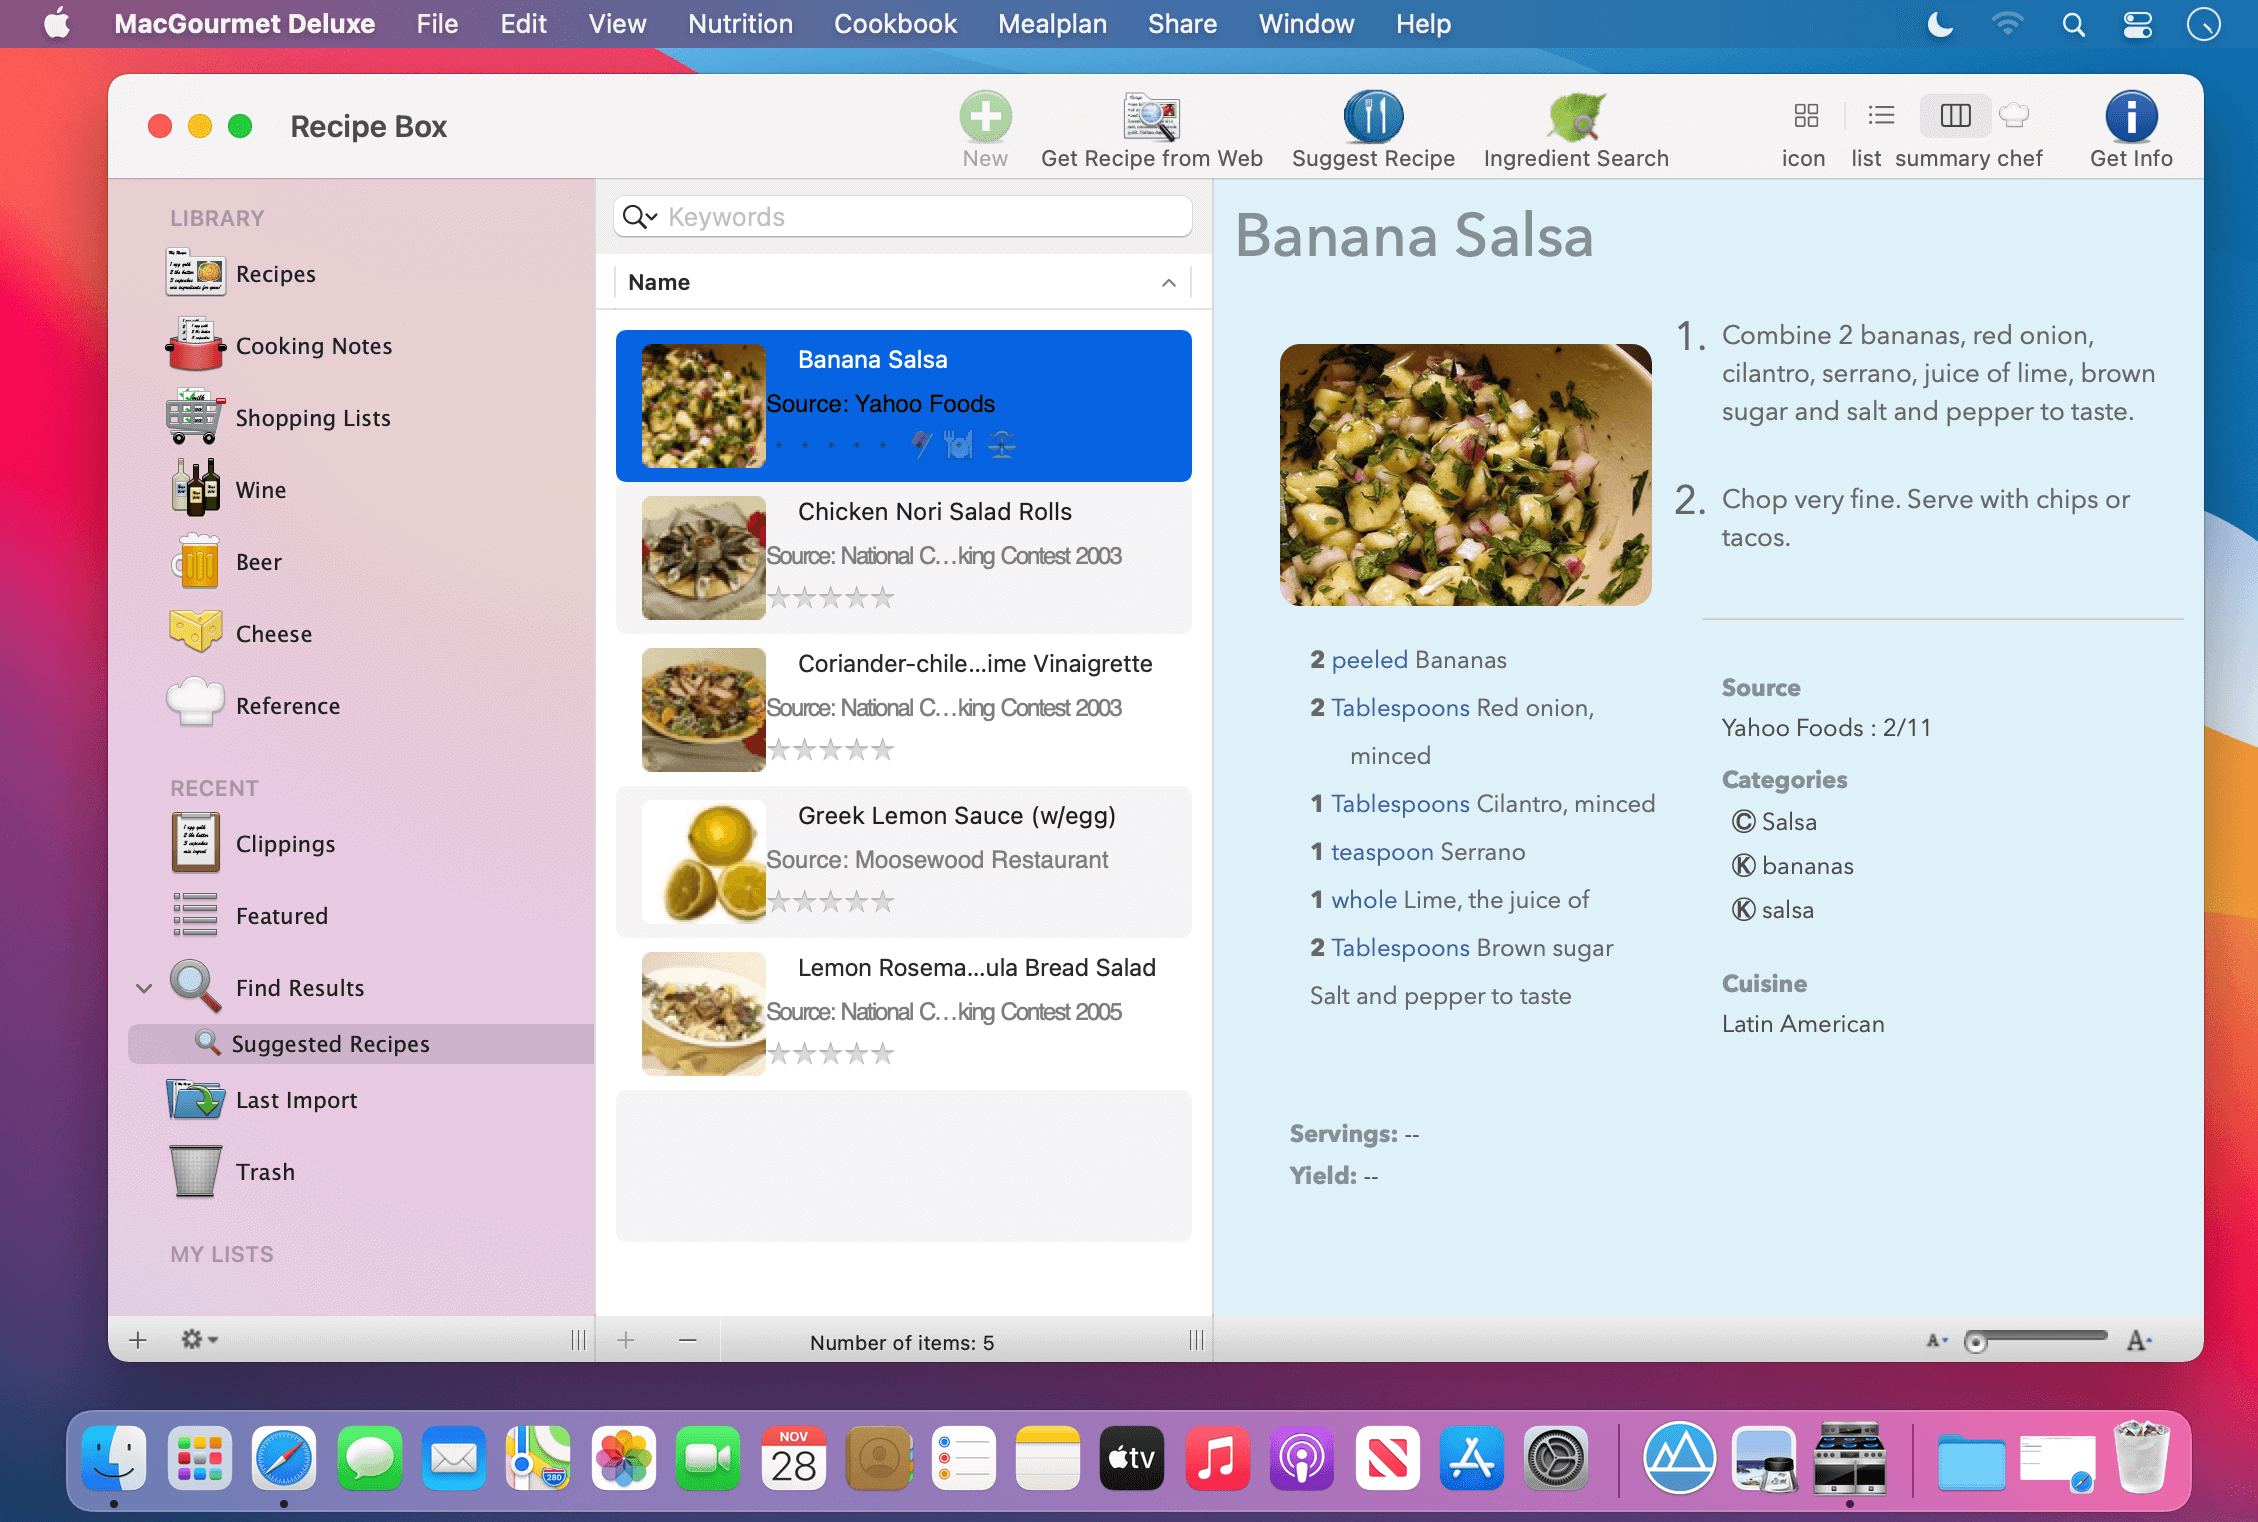 MacGourmet Deluxe File Edit View Nutrition Cookbook Mealplan Share Window Help
Recipe Box
New Get Recipe from Web Suggest Recipe Ingredient Search icon list summary chef Get Info
LIBRARY
Recipes
Cooking Notes
Shopping Lists
Wine
Beer
Cheese
Reference
RECENT
Clippings
Featured
Find Results
Suggested Recipes
Last Import
Trash
MY LISTS
Keywords
Name
Banana Salsa
Source: Yahoo Foods
Chicken Nori Salad Rolls
Source: National C...king Contest 2003
Coriander-chile...ime Vinaigrette
Source: National C...king Contest 2003
Greek Lemon Sauce (w/egg)
Source: Moosewood Restaurant
Lemon Rosema...ula Bread Salad
Source: National C...king Contest 2005
Number of items: 5
Banana Salsa
2 peeled Bananas
2 Tablespoons Red onion,
minced
1 Tablespoons Cilantro, minced
1 teaspoon Serrano
1 whole Lime, the juice of
2 Tablespoons Brown sugar
Salt and pepper to taste
Servings: --
Yield: --
1. Combine 2 bananas, red onion,
cilantro, serrano, juice of lime, brown
sugar and salt and pepper to taste.
2. Chop very fine. Serve with chips or
tacos.
Source
Yahoo Foods : 2/11
Categories
Ⓒ Salsa
Ⓚ bananas
Ⓚ salsa
Cuisine
Latin American
A A
280
NOV
28
tv